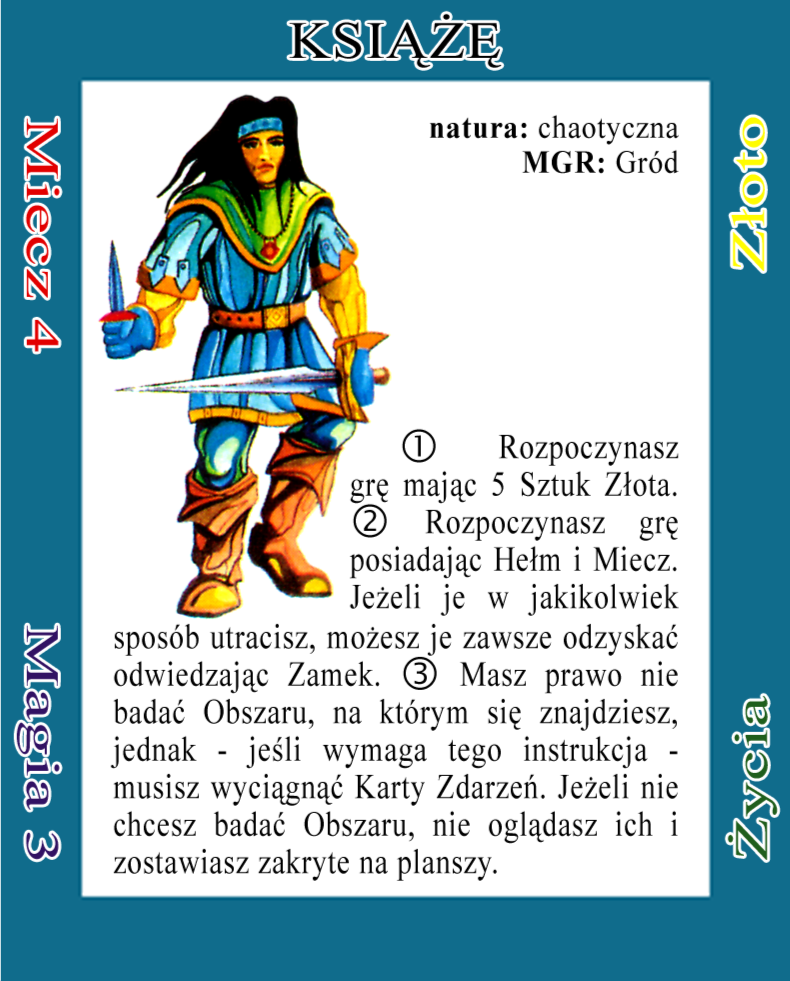 KSIĄŻĘ
Miecz 4
Magia 3
natura: chaotyczna
MGR: Gród
① Rozpoczynasz
grę mając 5 Sztuk Złota.
② Rozpoczynasz grę
posiadając Hełm i Miecz.
Jeżeli je w jakikolwiek
sposób utracisz, możesz je zawsze odzyskać
odwiedzając Zamek. ③ Masz prawo nie
badać Obszaru, na którym się znajdziesz,
jednak - jeśli wymaga tego instrukcja -
musisz wyciągnąć Karty Zdarzeń. Jeżeli nie
chcesz badać Obszaru, nie oglądasz ich i
zostawiasz zakryte na planszy.
Złoto
Życia